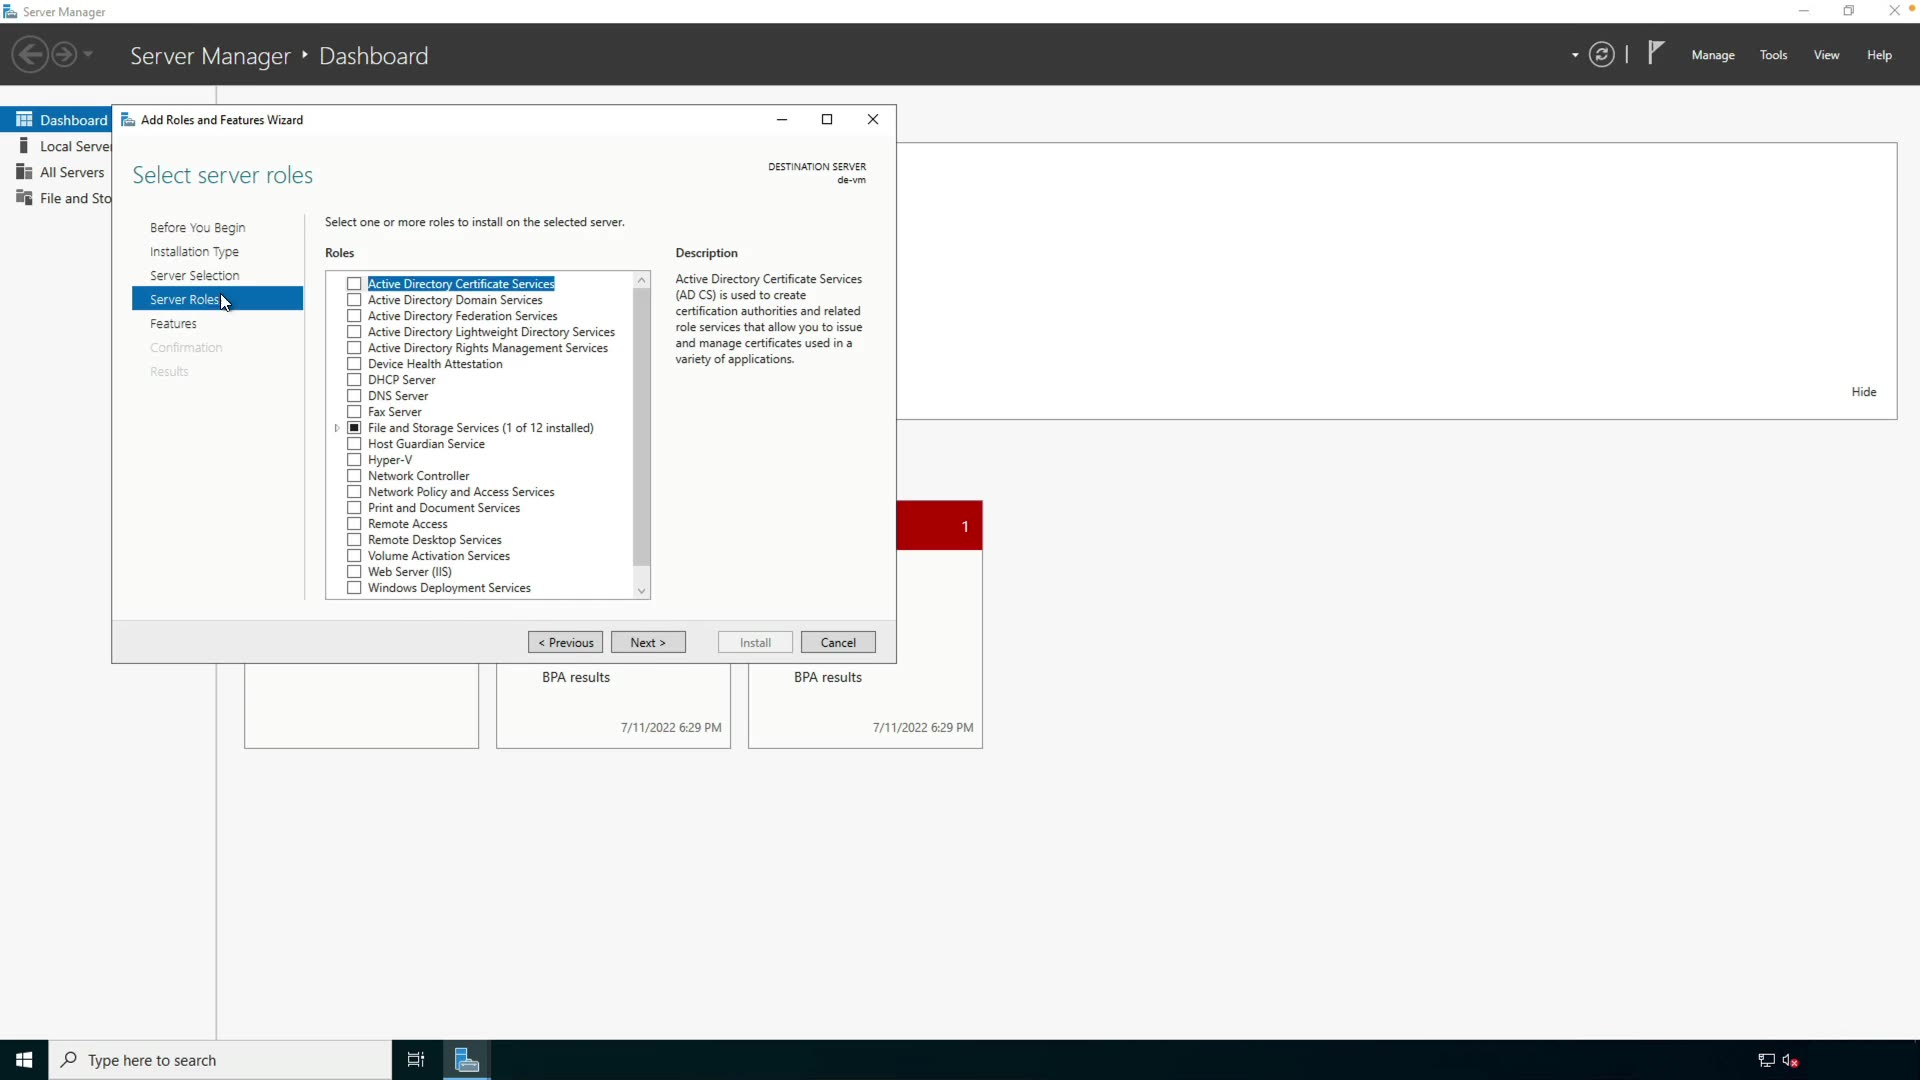 Server Manager
Server Manager ‣ Dashboard
Manage Tools View Help
Dashboard
Local Server
All Servers
File and Sto
Add Roles and Features Wizard
Select server roles
DESTINATION SERVER
de-vm
Before You Begin
Installation Type
Server Selection
Server Roles
Features
Confirmation
Results
Select one or more roles to install on the selected server.
Roles
Active Directory Certificate Services
Active Directory Domain Services
Active Directory Federation Services
Active Directory Lightweight Directory Services
Active Directory Rights Management Services
Device Health Attestation
DHCP Server
DNS Server
Fax Server
File and Storage Services (1 of 12 installed)
Host Guardian Service
Hyper-V
Network Controller
Network Policy and Access Services
Print and Document Services
Remote Access
Remote Desktop Services
Volume Activation Services
Web Server (IIS)
Windows Deployment Services
Description
Active Directory Certificate Services
(AD CS) is used to create
certification authorities and related
role services that allow you to issue
and manage certificates used in a
variety of applications.
< Previous
Next >
Install
Cancel
Hide
1
BPA results
7/11/2022 6:29 PM
BPA results
7/11/2022 6:29 PM
Type here to search